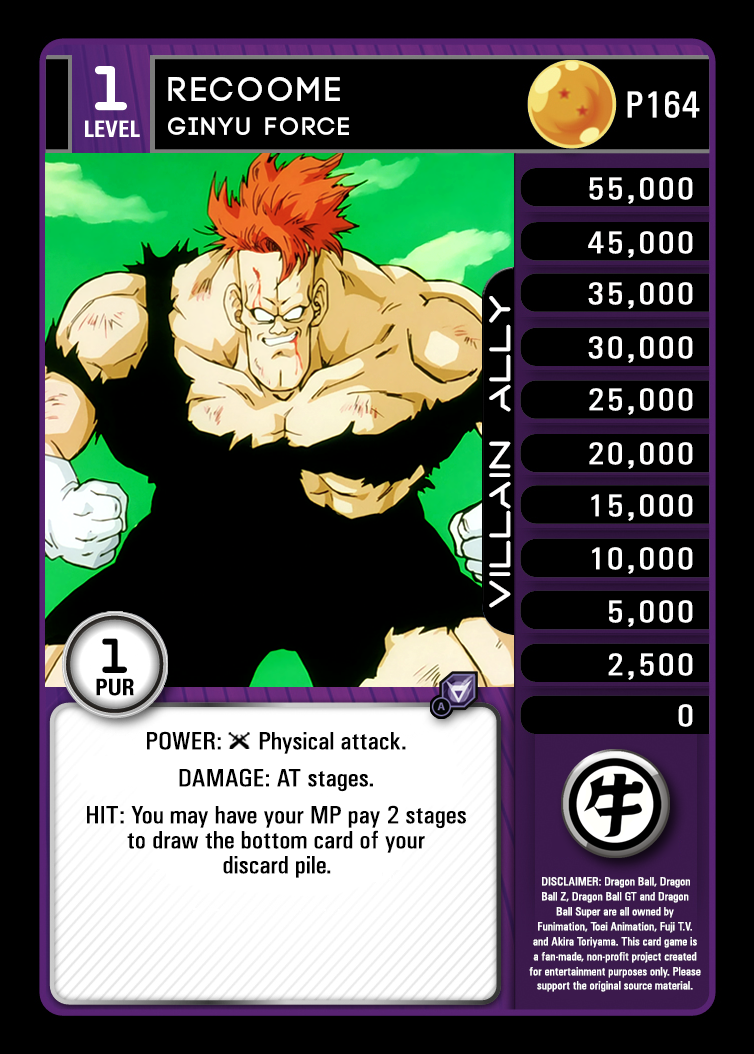 1
LEVEL
RECOOME
GINYU FORCE
P164
55,000
45,000
35,000
30,000
25,000
20,000
15,000
10,000
5,000
2,500
0
VILLAIN ALLY
1
PUR
A
POWER: Physical attack.
DAMAGE: AT stages.
HIT: You may have your MP pay 2 stages
to draw the bottom card of your
discard pile.
牛
DISCLAIMER: Dragon Ball, Dragon
Ball Z, Dragon Ball GT and Dragon
Ball Super are all owned by
Funimation, Toei Animation, Fuji T.V.
and Akira Toriyama. This card game is
a fan-made, non-profit project created
for entertainment purposes only. Please
support the original source material.